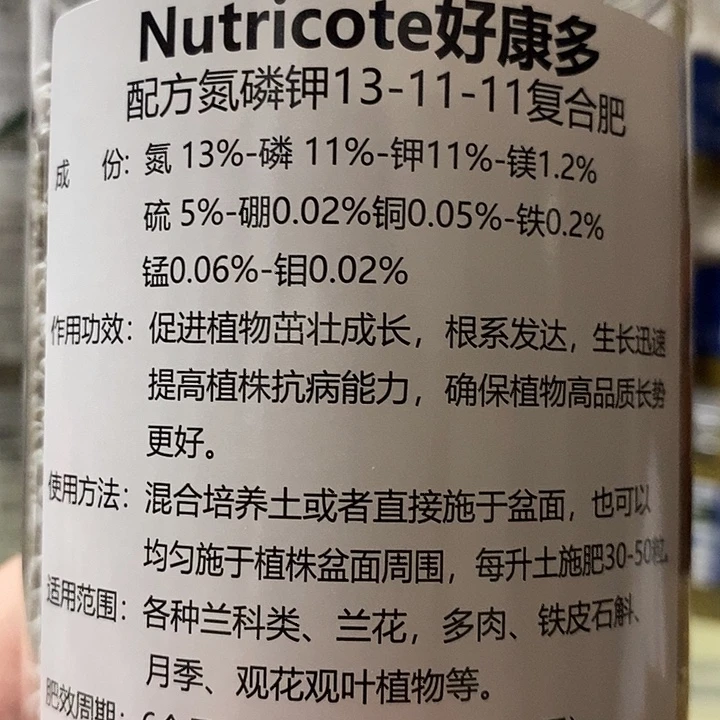 Nutricote好康多
配方氮磷钾13-11-11复合肥
成 份: 氮 13%-磷 11%-钾11%-镁1.2%
硫 5%-硼0.02%铜0.05%-铁0.2%
锰0.06%-钼0.02%
作用功效: 促进植物茁壮成长，根系发达，生长迅速
提高植株抗病能力，确保植物高品质长势
更好。
使用方法: 混合培养土或者直接施于盆面，也可以
均匀施于植株盆面周围，每升土施肥30-50粒
适用范围: 各种兰科类、兰花，多肉、铁皮石斛、
月季、观花观叶植物等。
肥效周期: